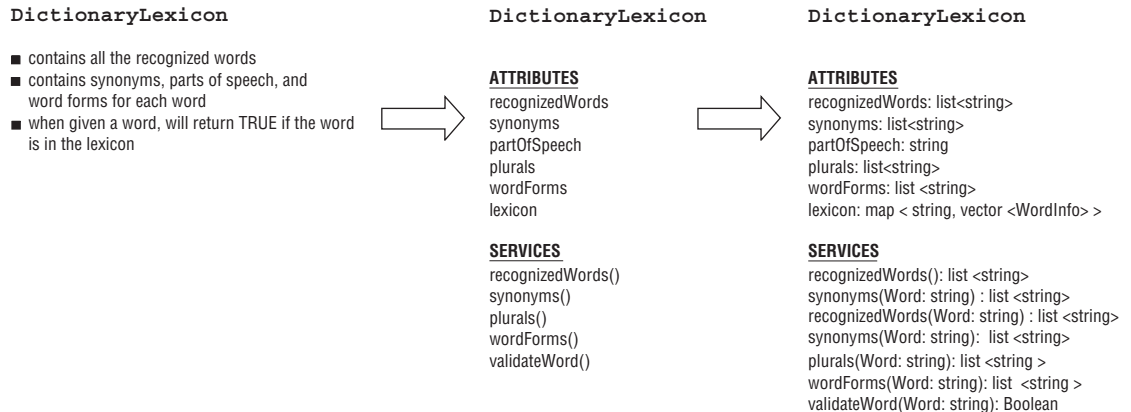 DictionaryLexicon
■ contains all the recognized words
■ contains synonyms, parts of speech, and
word forms for each word
■ when given a word, will return TRUE if the word
is in the lexicon
DictionaryLexicon
ATTRIBUTES
recognizedWords
synonyms
partOfSpeech
plurals
wordForms
lexicon
SERVICES
recognizedWords()
synonyms()
plurals()
wordForms()
validateWord()
DictionaryLexicon
ATTRIBUTES
recognizedWords: list<string>
synonyms: list<string>
partOfSpeech: string
plurals: list<string>
wordForms: list <string>
lexicon: map < string, vector <WordInfo> >
SERVICES
recognizedWords(): list <string>
synonyms(Word: string) : list <string>
recognizedWords(Word: string) : list <string>
synonyms(Word: string): list <string>
plurals(Word: string): list <string >
wordForms(Word: string): list <string >
validateWord(Word: string): Boolean